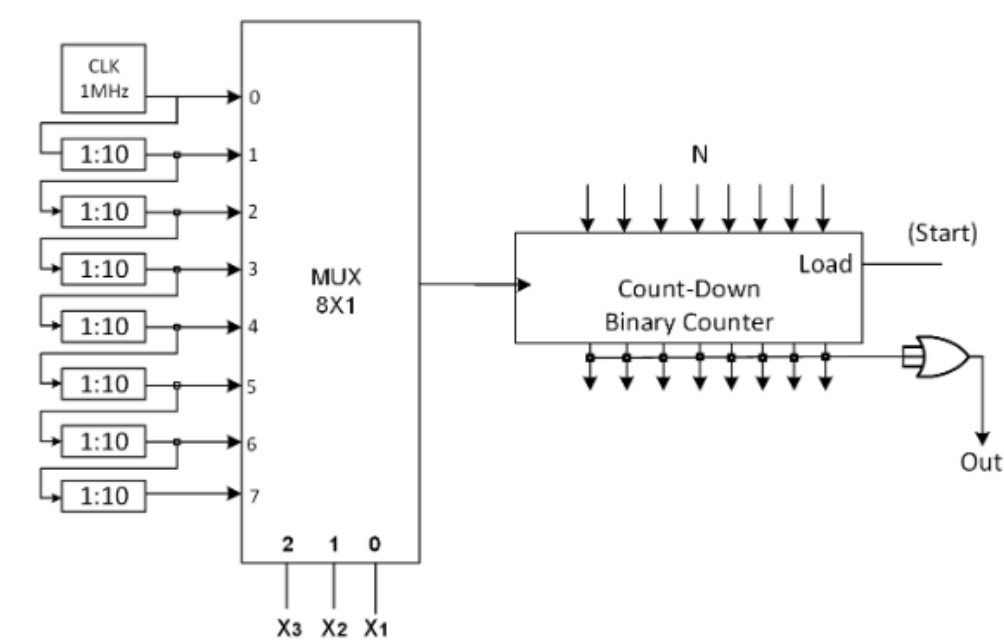 CLK
1MHz
0
1:10
1
1:10
2
1:10
3
1:10
4
1:10
5
1:10
6
1:10
7
MUX
8X1
2 1 0
X3 X2 X1
N
(Start)
Load
Count-Down
Binary Counter
Out